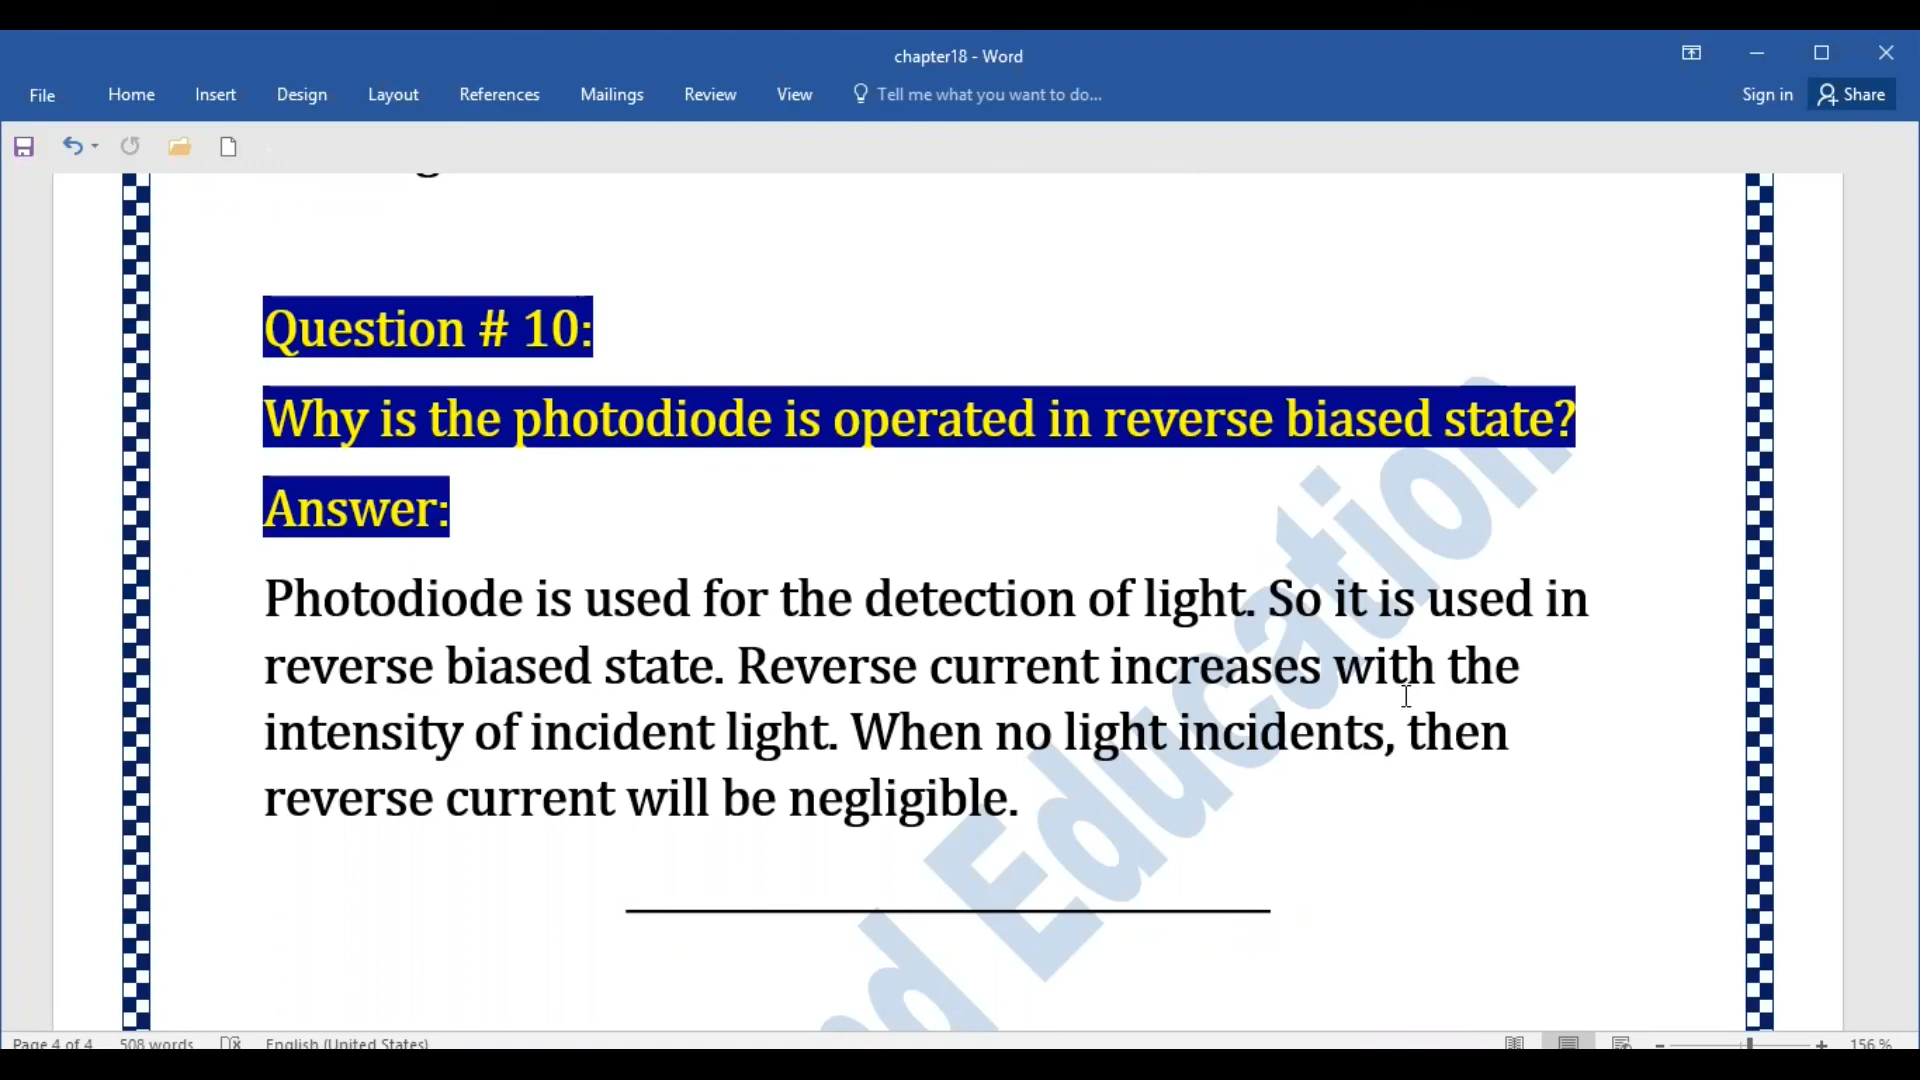 chapter18 - Word
File Home Insert Design Layout References Mailings Review View Tell me what you want to do... Sign in Share
Question # 10:
Why is the photodiode is operated in reverse biased state?
Answer:
Photodiode is used for the detection of light. So it is used in
reverse biased state. Reverse current increases with the
intensity of incident light. When no light incidents, then
reverse current will be negligible.
d Education
Page 4 of 4 508 words English (United States) 156 %